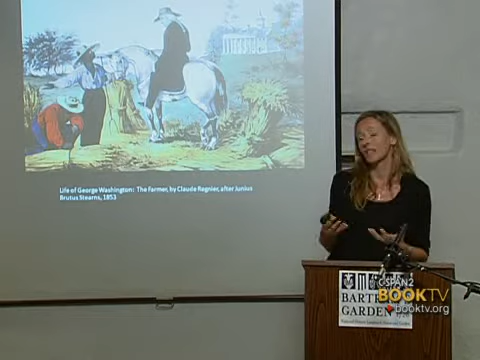 Life of George Washington: The Farmer, by Claude Regnier, after Junius
Brutus Stearns, 1853
C-SPAN2
BOOKTV
booktv.org
GARDEN